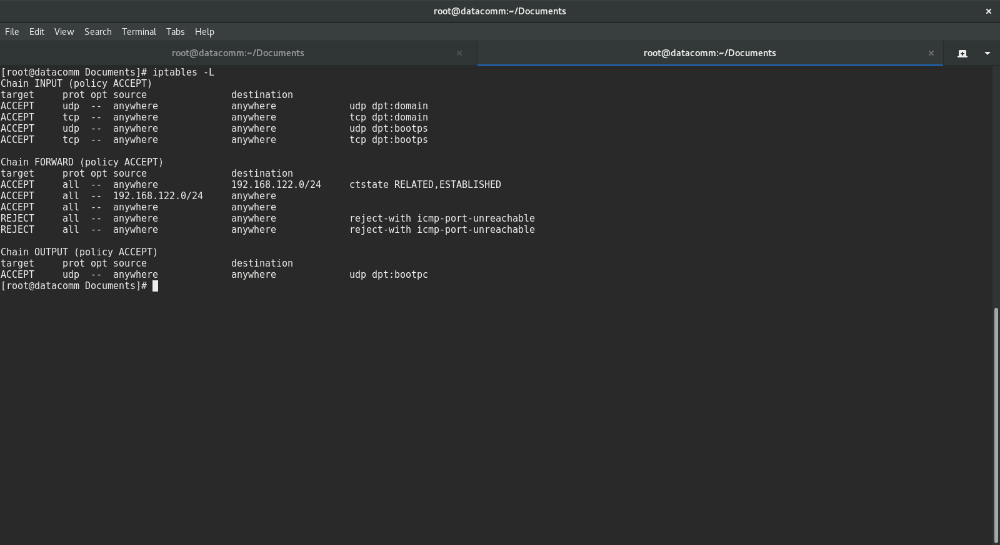 root@datacomm:~/Documents
File Edit View Search Terminal Tabs Help
root@datacomm:~/Documents root@datacomm:~/Documents
[root@datacomm Documents]# iptables -L
Chain INPUT (policy ACCEPT)
target     prot opt source               destination
ACCEPT     udp  --  anywhere             anywhere             udp dpt:domain
ACCEPT     tcp  --  anywhere             anywhere             tcp dpt:domain
ACCEPT     udp  --  anywhere             anywhere             udp dpt:bootps
ACCEPT     tcp  --  anywhere             anywhere             tcp dpt:bootps

Chain FORWARD (policy ACCEPT)
target     prot opt source               destination
ACCEPT     all  --  anywhere             192.168.122.0/24     ctstate RELATED,ESTABLISHED
ACCEPT     all  --  192.168.122.0/24     anywhere
ACCEPT     all  --  anywhere             anywhere
REJECT     all  --  anywhere             anywhere             reject-with icmp-port-unreachable
REJECT     all  --  anywhere             anywhere             reject-with icmp-port-unreachable

Chain OUTPUT (policy ACCEPT)
target     prot opt source               destination
ACCEPT     udp  --  anywhere             anywhere             udp dpt:bootpc
[root@datacomm Documents]#